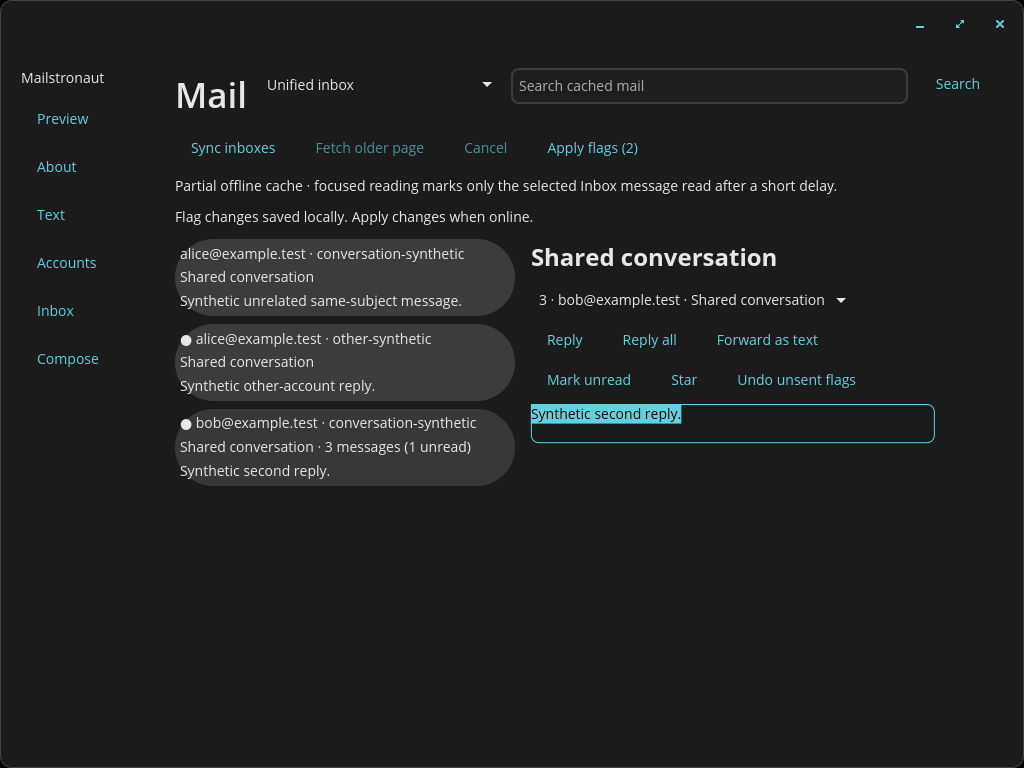 Mailstronaut
Preview
About
Text
Accounts
Inbox
Compose
Mail
Unified inbox
Search cached mail
Search
Sync inboxes
Fetch older page
Cancel
Apply flags (2)
Partial offline cache · focused reading marks only the selected Inbox message read after a short delay.
Flag changes saved locally. Apply changes when online.
alice@example.test · conversation-synthetic
Shared conversation
Synthetic unrelated same-subject message.
● alice@example.test · other-synthetic
Shared conversation
Synthetic other-account reply.
● bob@example.test · conversation-synthetic
Shared conversation · 3 messages (1 unread)
Synthetic second reply.
Shared conversation
3 · bob@example.test · Shared conversation
Reply
Reply all
Forward as text
Mark unread
Star
Undo unsent flags
Synthetic second reply.